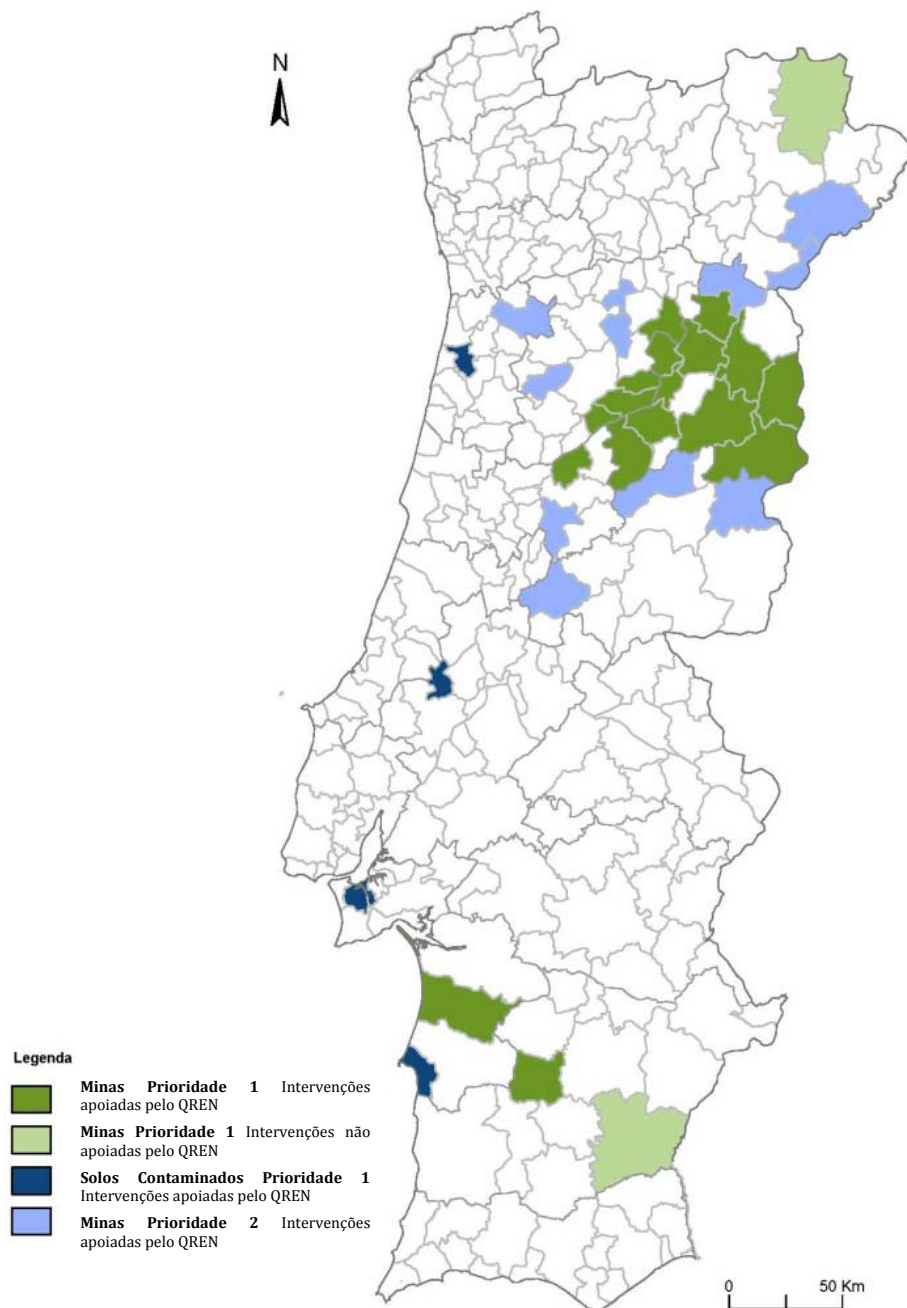 N
Legenda
Minas Prioridade 1 Intervenções
apoiadas pelo QREN
Minas Prioridade 1 Intervenções não
apoiadas pelo QREN
Solos Contaminados Prioridade 1
Intervenções apoiadas pelo QREN
Minas Prioridade 2 Intervenções
apoiadas pelo QREN
0 50 Km